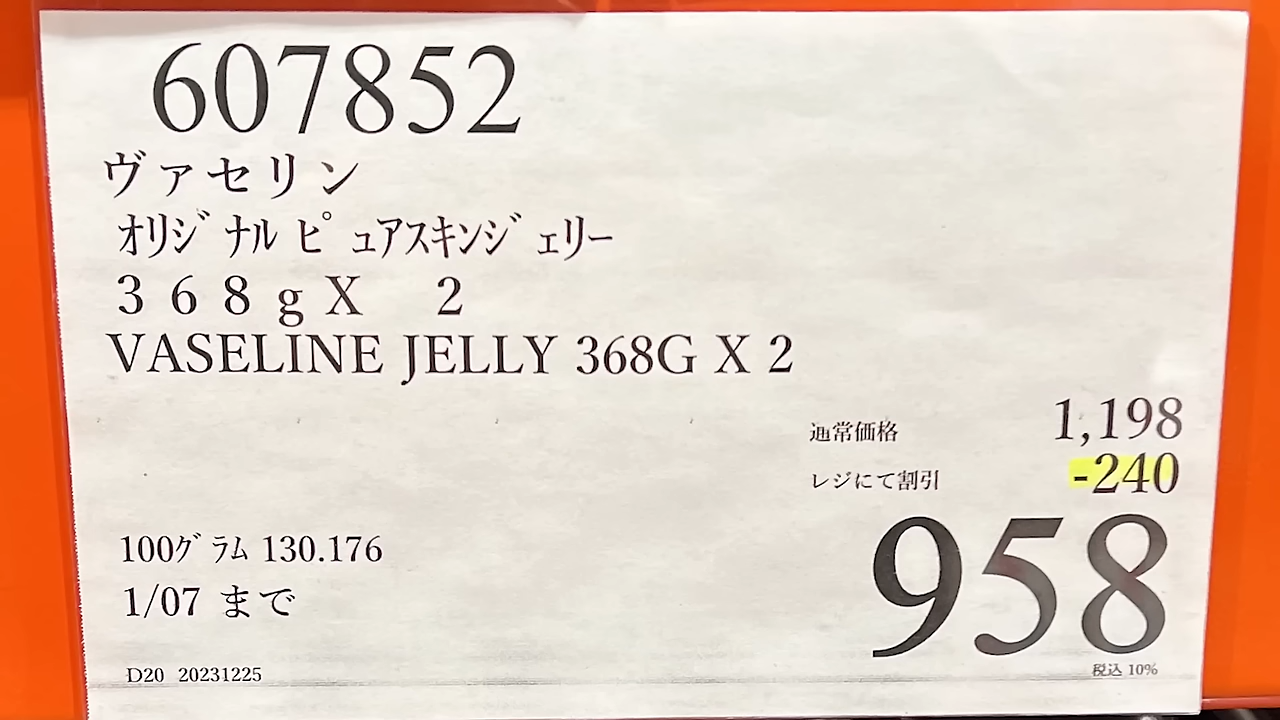 607852
ヴァセリン
ｵﾘｼﾞﾅﾙ ﾋﾟｭｱｽｷﾝｼﾞｪﾘｰ
３６８ｇＸ　２
VASELINE JELLY 368G X 2
通常価格 1,198
レジにて割引 -240
958
100ｸﾞﾗﾑ 130.176
1/07 まで
税込 10%
D20 20231225